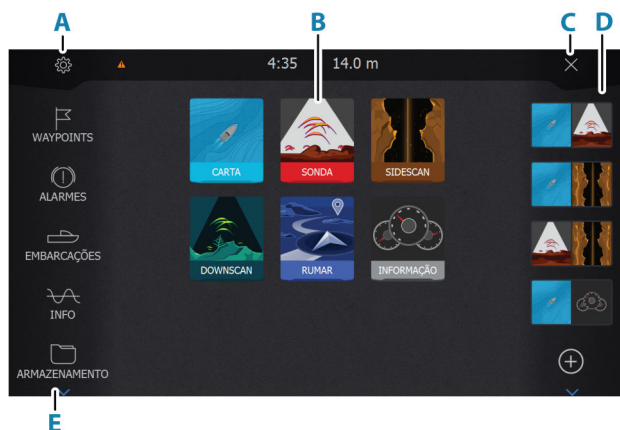 A
B
C
D
4:35
14.0 m
WAYPOINTS
ALARMES
EMBARCAÇÕES
INFO
ARMAZENAMENTO
CARTA
SONDA
SIDESCAN
DOWNSCAN
RUMAR
INFORMAÇÃO
E